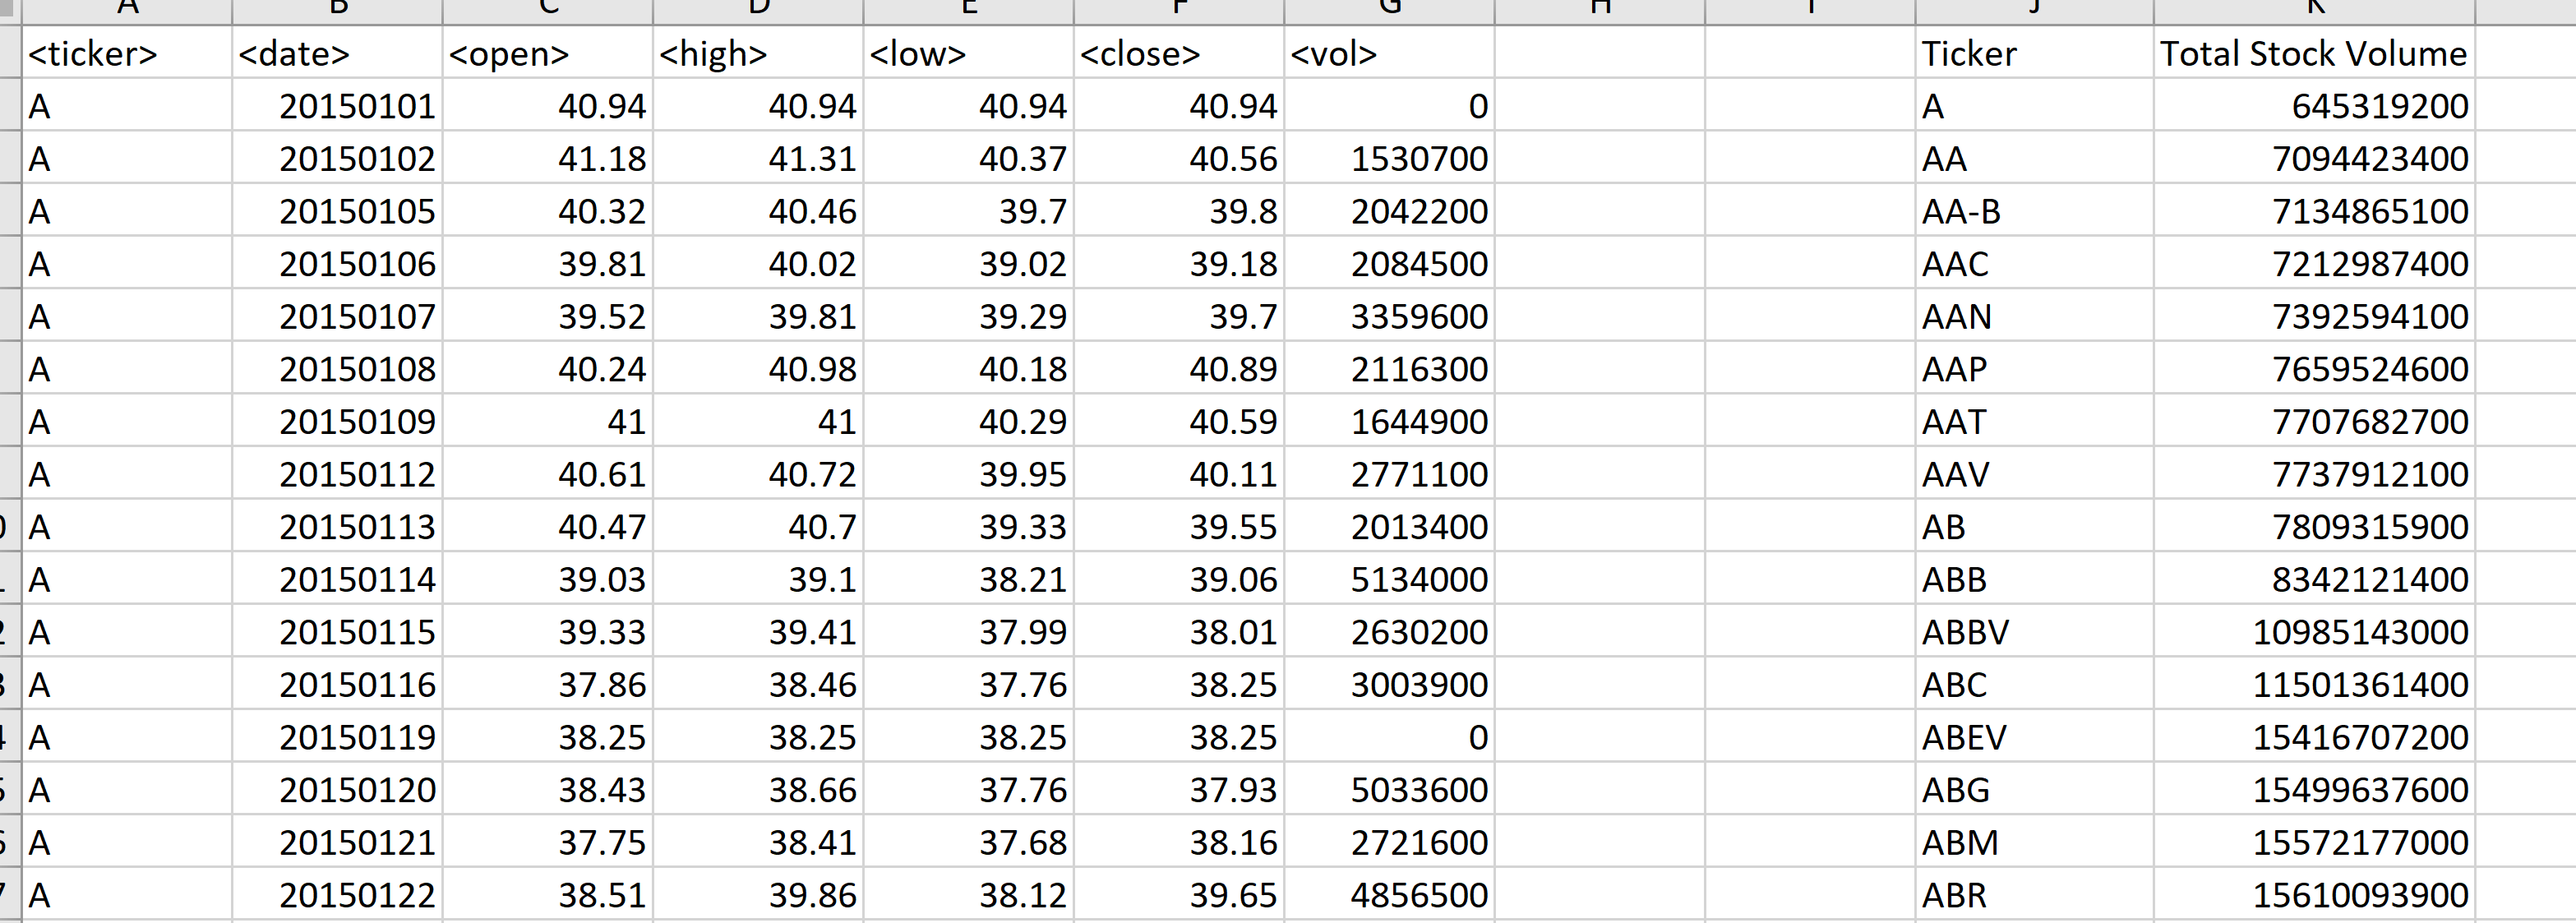 A B C D E F G H I J K
<ticker> <date> <open> <high> <low> <close> <vol> Ticker Total Stock Volume
A 20150101 40.94 40.94 40.94 40.94 0 A 645319200
A 20150102 41.18 41.31 40.37 40.56 1530700 AA 7094423400
A 20150105 40.32 40.46 39.7 39.8 2042200 AA-B 7134865100
A 20150106 39.81 40.02 39.02 39.18 2084500 AAC 7212987400
A 20150107 39.52 39.81 39.29 39.7 3359600 AAN 7392594100
A 20150108 40.24 40.98 40.18 40.89 2116300 AAP 7659524600
A 20150109 41 41 40.29 40.59 1644900 AAT 7707682700
A 20150112 40.61 40.72 39.95 40.11 2771100 AAV 7737912100
A 20150113 40.47 40.7 39.33 39.55 2013400 AB 7809315900
A 20150114 39.03 39.1 38.21 39.06 5134000 ABB 8342121400
A 20150115 39.33 39.41 37.99 38.01 2630200 ABBV 10985143000
A 20150116 37.86 38.46 37.76 38.25 3003900 ABC 11501361400
A 20150119 38.25 38.25 38.25 38.25 0 ABEV 15416707200
A 20150120 38.43 38.66 37.76 37.93 5033600 ABG 15499637600
A 20150121 37.75 38.41 37.68 38.16 2721600 ABM 15572177000
A 20150122 38.51 39.86 38.12 39.65 4856500 ABR 15610093900